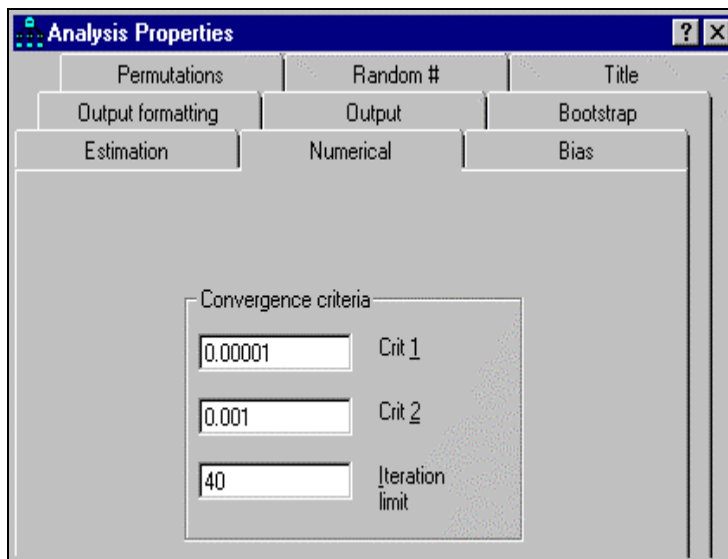 Analysis Properties
Permutations Random # Title
Output formatting Output Bootstrap
Estimation Numerical Bias
Convergence criteria
0.00001 Crit 1
0.001 Crit 2
40 Iteration
limit